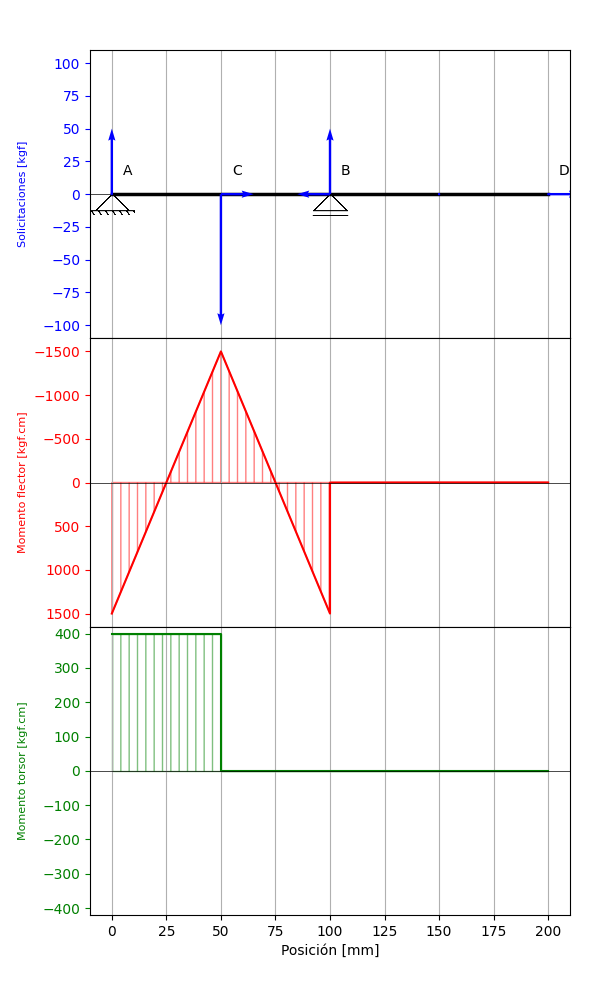 Solicitaciones [kgf]
100
75
50
25
0
−25
−50
−75
−100
A
C
B
D
Momento flector [kgf.cm]
−1500
−1000
−500
0
500
1000
1500
Momento torsor [kgf.cm]
400
300
200
100
0
−100
−200
−300
−400
0 25 50 75 100 125 150 175 200
Posición [mm]